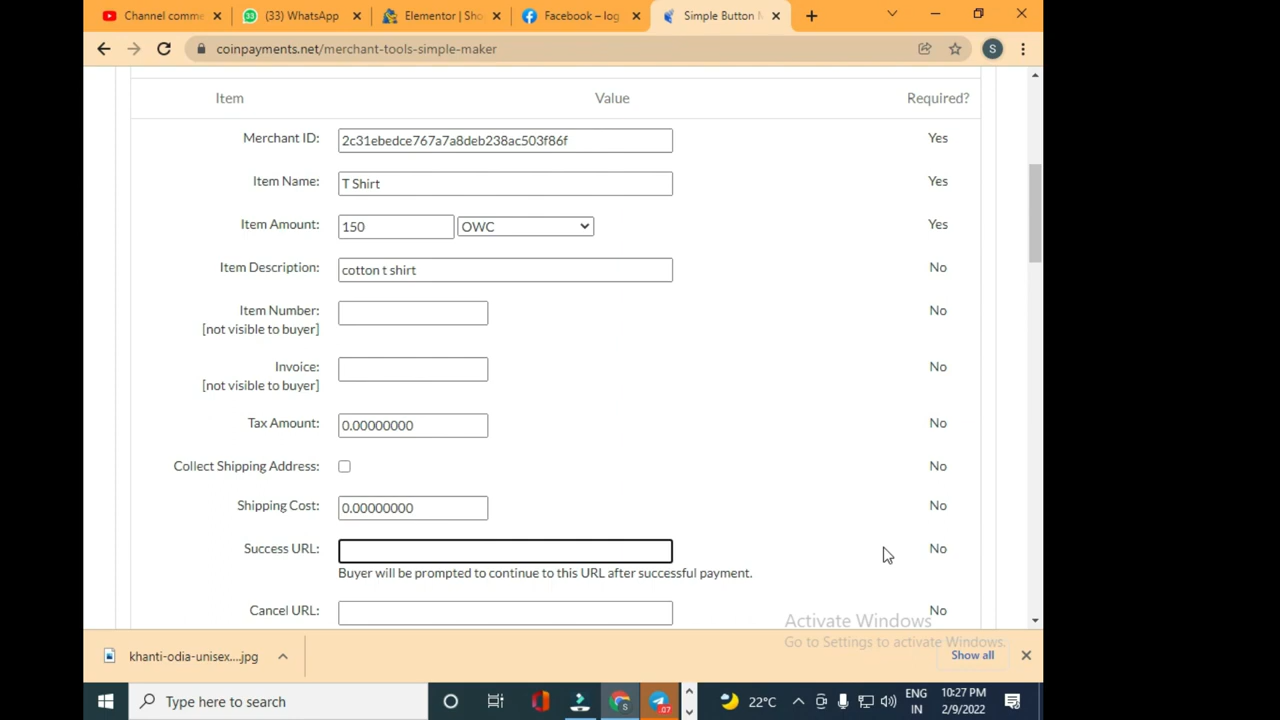 Channel comme
(33) WhatsApp
Elementor | Sho
Facebook – log
Simple Button M
coinpayments.net/merchant-tools-simple-maker
S
Item Value Required?
Merchant ID: 2c31ebedce767a7a8deb238ac503f86f Yes
Item Name: T Shirt Yes
Item Amount: 150 OWC Yes
Item Description: cotton t shirt No
Item Number: No
[not visible to buyer]
Invoice: No
[not visible to buyer]
Tax Amount: 0.00000000 No
Collect Shipping Address: No
Shipping Cost: 0.00000000 No
Success URL: No
Buyer will be prompted to continue to this URL after successful payment.
Cancel URL: No
Activate Windows
Go to Settings to activate Windows.
khanti-odia-unisex....jpg
Show all
Type here to search
22°C
ENG
IN
10:27 PM
2/9/2022